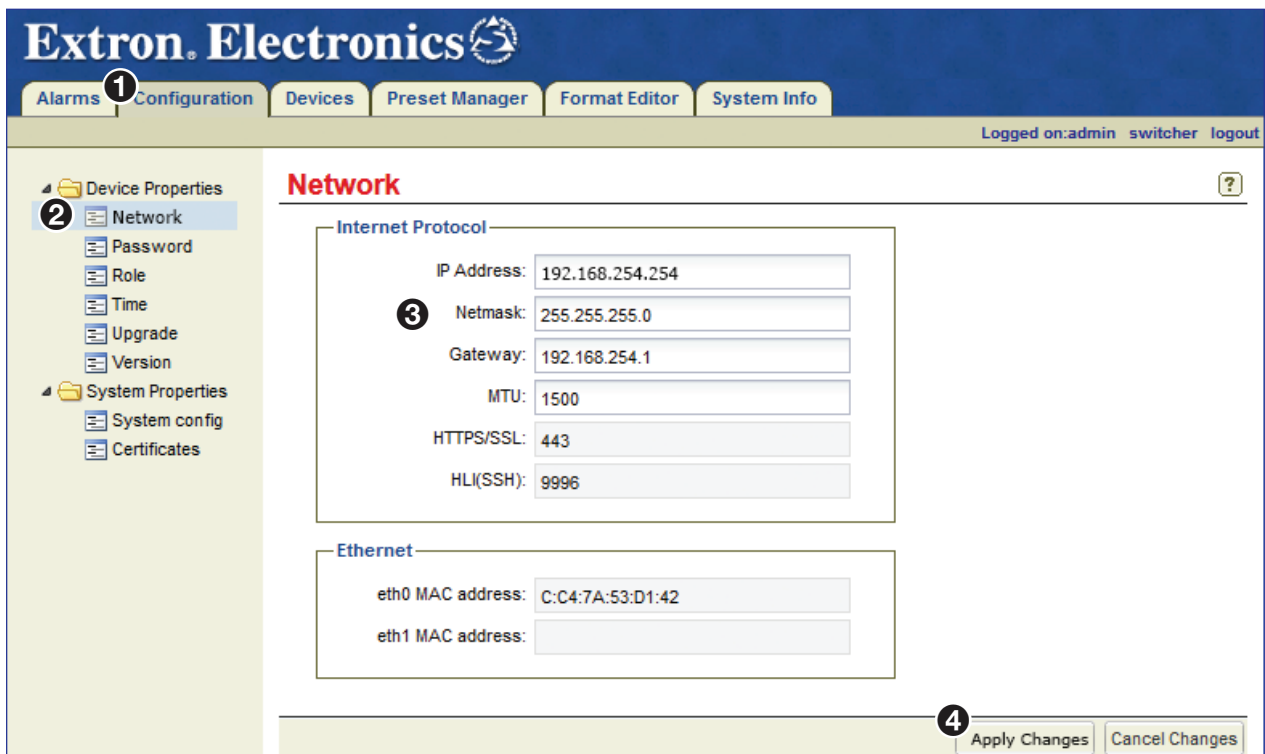 Extron. Electronics
Alarms 1 Configuration Devices Preset Manager Format Editor System Info
Logged on:admin switcher logout
Device Properties
2 Network
Password
Role
Time
Upgrade
Version
System Properties
System config
Certificates
Network ?
Internet Protocol
IP Address: 192.168.254.254
3 Netmask: 255.255.255.0
Gateway: 192.168.254.1
MTU: 1500
HTTPS/SSL: 443
HLI(SSH): 9996
Ethernet
eth0 MAC address: C:C4:7A:53:D1:42
eth1 MAC address:
4 Apply Changes Cancel Changes